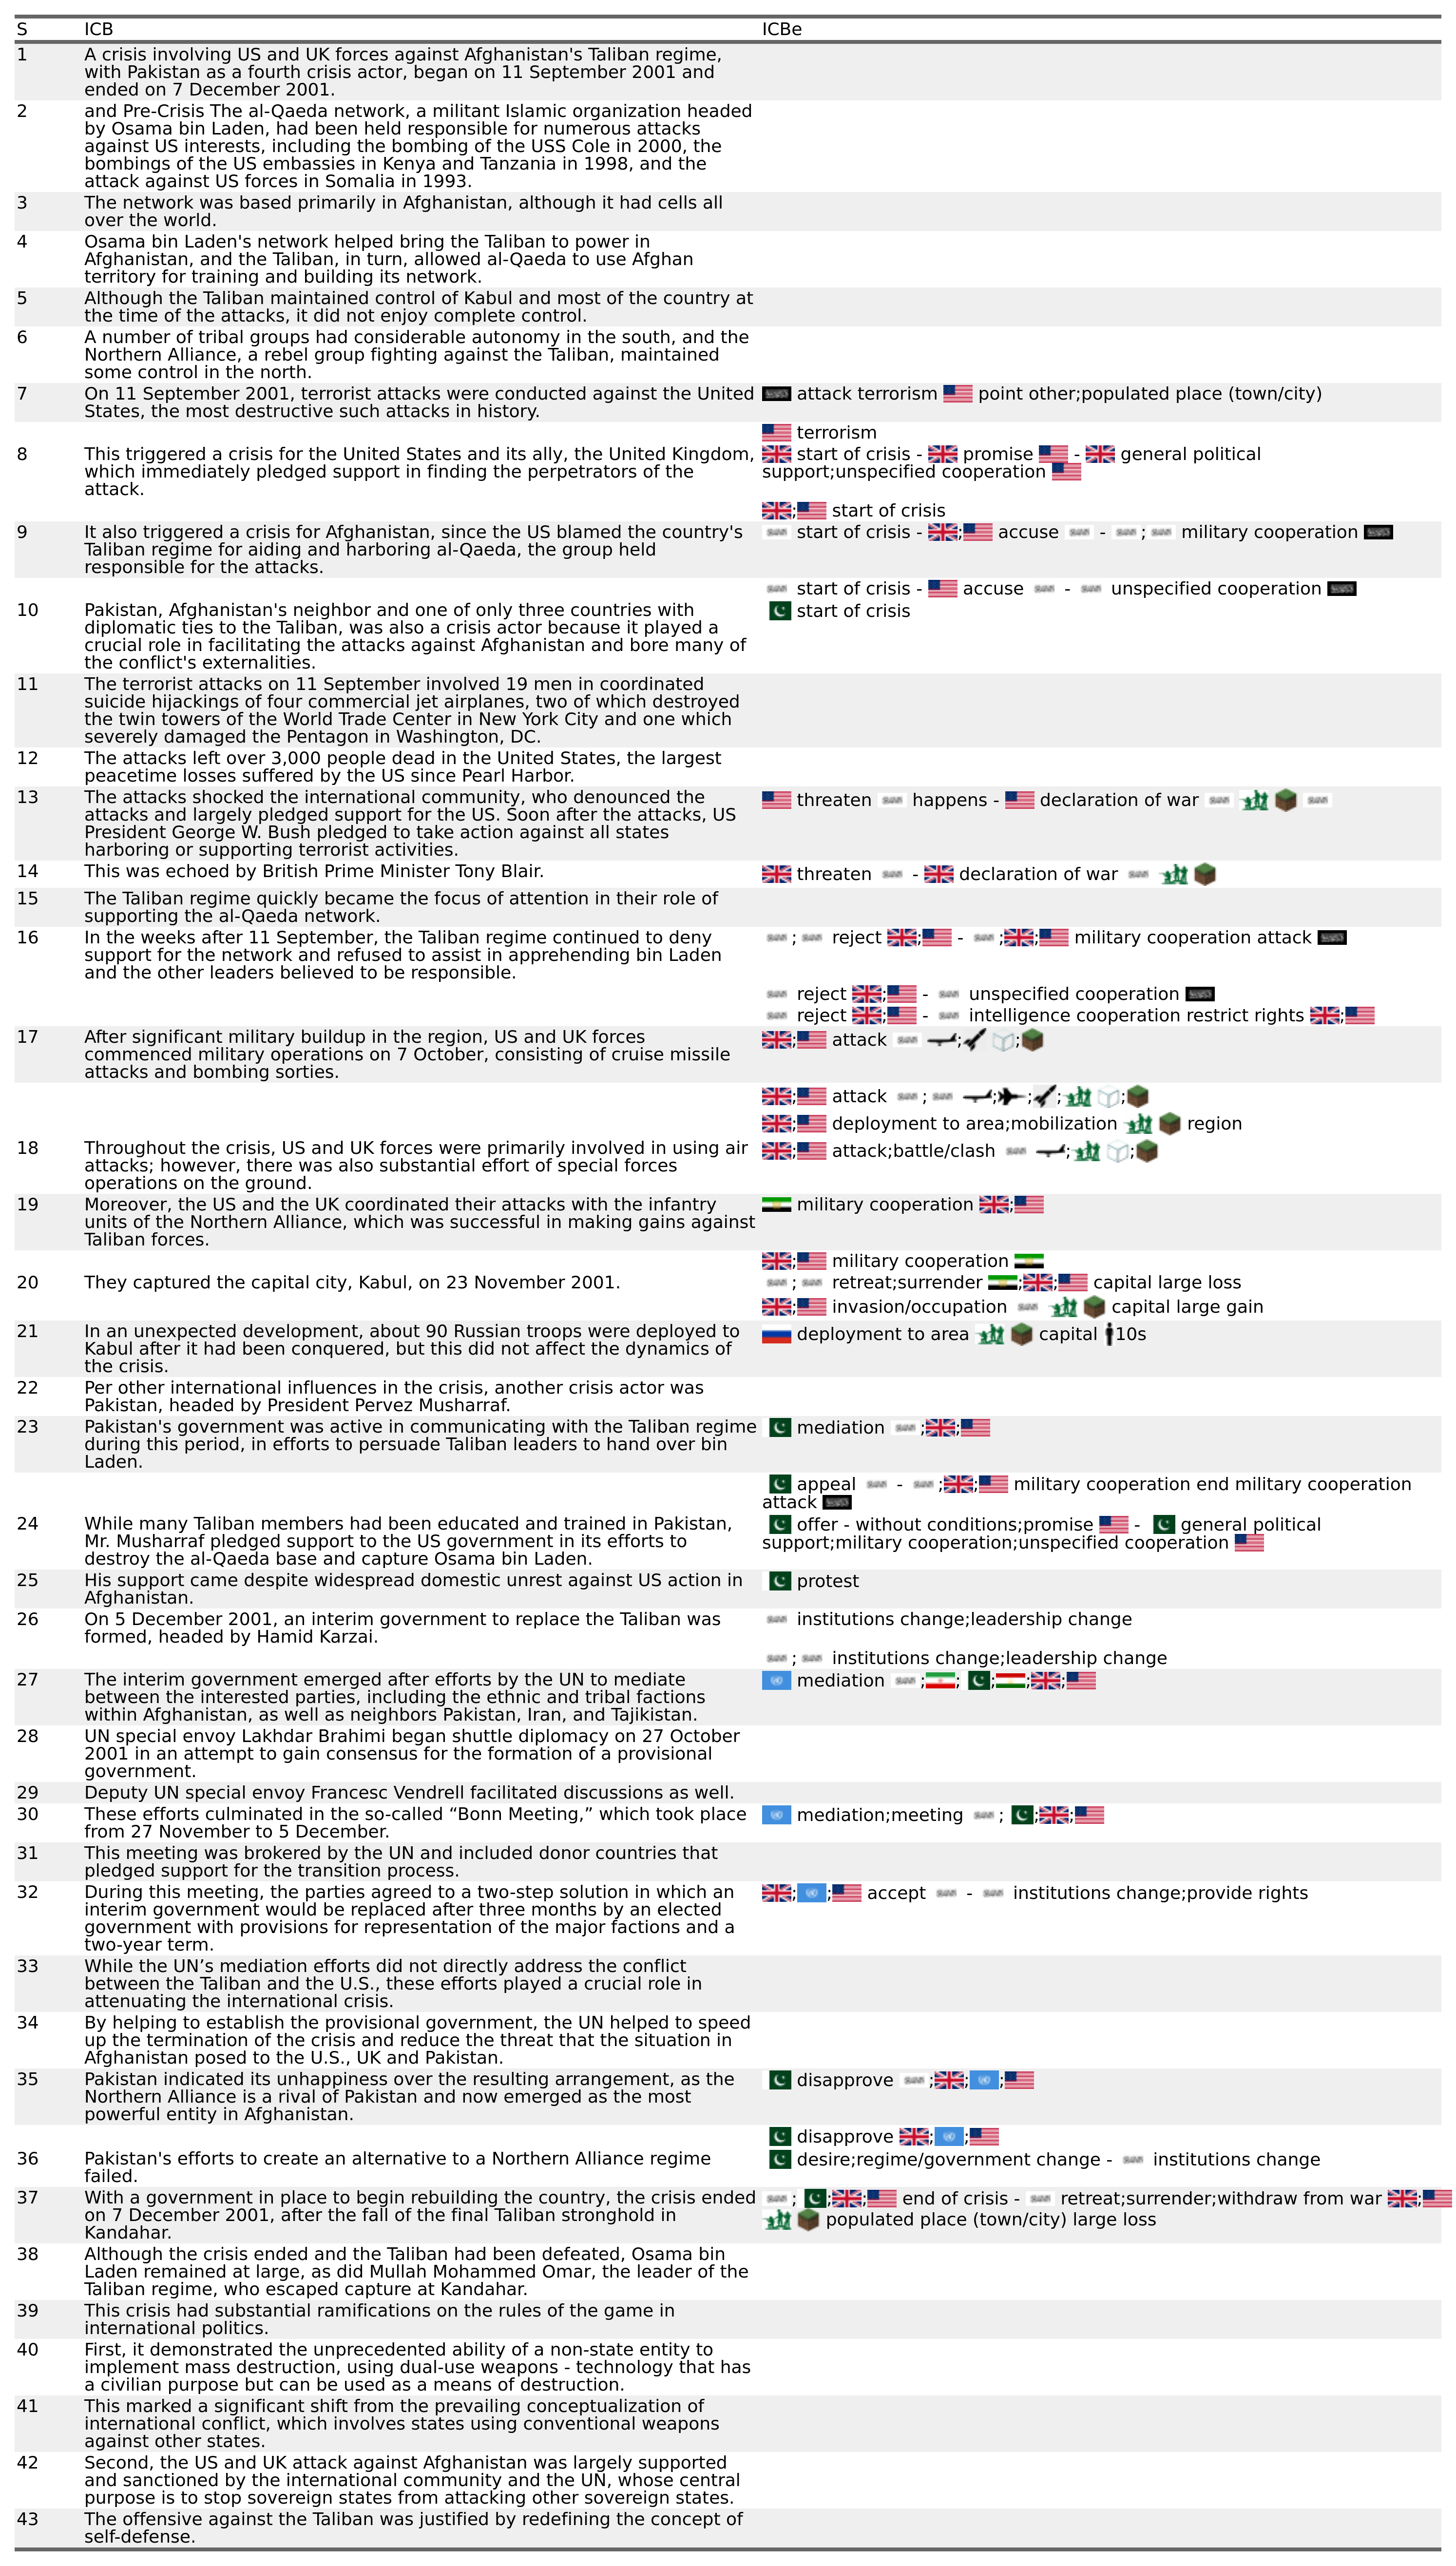 S ICB ICBe
1 A crisis involving US and UK forces against Afghanistan's Taliban regime,
with Pakistan as a fourth crisis actor, began on 11 September 2001 and
ended on 7 December 2001.
2 and Pre-Crisis The al-Qaeda network, a militant Islamic organization headed
by Osama bin Laden, had been held responsible for numerous attacks
against US interests, including the bombing of the USS Cole in 2000, the
bombings of the US embassies in Kenya and Tanzania in 1998, and the
attack against US forces in Somalia in 1993.
3 The network was based primarily in Afghanistan, although it had cells all
over the world.
4 Osama bin Laden's network helped bring the Taliban to power in
Afghanistan, and the Taliban, in turn, allowed al-Qaeda to use Afghan
territory for training and building its network.
5 Although the Taliban maintained control of Kabul and most of the country at
the time of the attacks, it did not enjoy complete control.
6 A number of tribal groups had considerable autonomy in the south, and the
Northern Alliance, a rebel group fighting against the Taliban, maintained
some control in the north.
7 On 11 September 2001, terrorist attacks were conducted against the United attack terrorism point other;populated place (town/city)
States, the most destructive such attacks in history.
terrorism
8 This triggered a crisis for the United States and its ally, the United Kingdom, start of crisis - promise - general political
which immediately pledged support in finding the perpetrators of the support;unspecified cooperation
attack.
; start of crisis
9 It also triggered a crisis for Afghanistan, since the US blamed the country's start of crisis - ; accuse - ; military cooperation
Taliban regime for aiding and harboring al-Qaeda, the group held
responsible for the attacks.
start of crisis - accuse - unspecified cooperation
10 Pakistan, Afghanistan's neighbor and one of only three countries with start of crisis
diplomatic ties to the Taliban, was also a crisis actor because it played a
crucial role in facilitating the attacks against Afghanistan and bore many of
the conflict's externalities.
11 The terrorist attacks on 11 September involved 19 men in coordinated
suicide hijackings of four commercial jet airplanes, two of which destroyed
the twin towers of the World Trade Center in New York City and one which
severely damaged the Pentagon in Washington, DC.
12 The attacks left over 3,000 people dead in the United States, the largest
peacetime losses suffered by the US since Pearl Harbor.
13 The attacks shocked the international community, who denounced the threaten happens - declaration of war
attacks and largely pledged support for the US. Soon after the attacks, US
President George W. Bush pledged to take action against all states
harboring or supporting terrorist activities.
14 This was echoed by British Prime Minister Tony Blair. threaten - declaration of war
15 The Taliban regime quickly became the focus of attention in their role of
supporting the al-Qaeda network.
16 In the weeks after 11 September, the Taliban regime continued to deny ; reject ; - ; ; military cooperation attack
support for the network and refused to assist in apprehending bin Laden
and the other leaders believed to be responsible.
reject ; - unspecified cooperation
reject ; - intelligence cooperation restrict rights ;
17 After significant military buildup in the region, US and UK forces ; attack ; ;
commenced military operations on 7 October, consisting of cruise missile
attacks and bombing sorties.
; attack ; ; ; ; ;
; deployment to area;mobilization region
18 Throughout the crisis, US and UK forces were primarily involved in using air ; attack;battle/clash ; ;
attacks; however, there was also substantial effort of special forces
operations on the ground.
19 Moreover, the US and the UK coordinated their attacks with the infantry military cooperation ;
units of the Northern Alliance, which was successful in making gains against
Taliban forces.
; military cooperation
20 They captured the capital city, Kabul, on 23 November 2001. ; retreat;surrender ; ; capital large loss
; invasion/occupation capital large gain
21 In an unexpected development, about 90 Russian troops were deployed to deployment to area capital 10s
Kabul after it had been conquered, but this did not affect the dynamics of
the crisis.
22 Per other international influences in the crisis, another crisis actor was
Pakistan, headed by President Pervez Musharraf.
23 Pakistan's government was active in communicating with the Taliban regime mediation ; ;
during this period, in efforts to persuade Taliban leaders to hand over bin
Laden.
appeal - ; ; military cooperation end military cooperation
attack
24 While many Taliban members had been educated and trained in Pakistan, offer - without conditions;promise - general political
Mr. Musharraf pledged support to the US government in its efforts to support;military cooperation;unspecified cooperation
destroy the al-Qaeda base and capture Osama bin Laden.
25 His support came despite widespread domestic unrest against US action in protest
Afghanistan.
26 On 5 December 2001, an interim government to replace the Taliban was institutions change;leadership change
formed, headed by Hamid Karzai.
; institutions change;leadership change
27 The interim government emerged after efforts by the UN to mediate mediation ; ; ; ; ;
between the interested parties, including the ethnic and tribal factions
within Afghanistan, as well as neighbors Pakistan, Iran, and Tajikistan.
28 UN special envoy Lakhdar Brahimi began shuttle diplomacy on 27 October
2001 in an attempt to gain consensus for the formation of a provisional
government.
29 Deputy UN special envoy Francesc Vendrell facilitated discussions as well.
30 These efforts culminated in the so-called “Bonn Meeting,” which took place mediation;meeting ; ; ;
from 27 November to 5 December.
31 This meeting was brokered by the UN and included donor countries that
pledged support for the transition process.
32 During this meeting, the parties agreed to a two-step solution in which an ; ; accept - institutions change;provide rights
interim government would be replaced after three months by an elected
government with provisions for representation of the major factions and a
two-year term.
33 While the UN’s mediation efforts did not directly address the conflict
between the Taliban and the U.S., these efforts played a crucial role in
attenuating the international crisis.
34 By helping to establish the provisional government, the UN helped to speed
up the termination of the crisis and reduce the threat that the situation in
Afghanistan posed to the U.S., UK and Pakistan.
35 Pakistan indicated its unhappiness over the resulting arrangement, as the disapprove ; ; ;
Northern Alliance is a rival of Pakistan and now emerged as the most
powerful entity in Afghanistan.
disapprove ; ;
36 Pakistan's efforts to create an alternative to a Northern Alliance regime desire;regime/government change - institutions change
failed.
37 With a government in place to begin rebuilding the country, the crisis ended ; ; ; end of crisis - retreat;surrender;withdraw from war ;
on 7 December 2001, after the fall of the final Taliban stronghold in populated place (town/city) large loss
Kandahar.
38 Although the crisis ended and the Taliban had been defeated, Osama bin
Laden remained at large, as did Mullah Mohammed Omar, the leader of the
Taliban regime, who escaped capture at Kandahar.
39 This crisis had substantial ramifications on the rules of the game in
international politics.
40 First, it demonstrated the unprecedented ability of a non-state entity to
implement mass destruction, using dual-use weapons - technology that has
a civilian purpose but can be used as a means of destruction.
41 This marked a significant shift from the prevailing conceptualization of
international conflict, which involves states using conventional weapons
against other states.
42 Second, the US and UK attack against Afghanistan was largely supported
and sanctioned by the international community and the UN, whose central
purpose is to stop sovereign states from attacking other sovereign states.
43 The offensive against the Taliban was justified by redefining the concept of
self-defense.